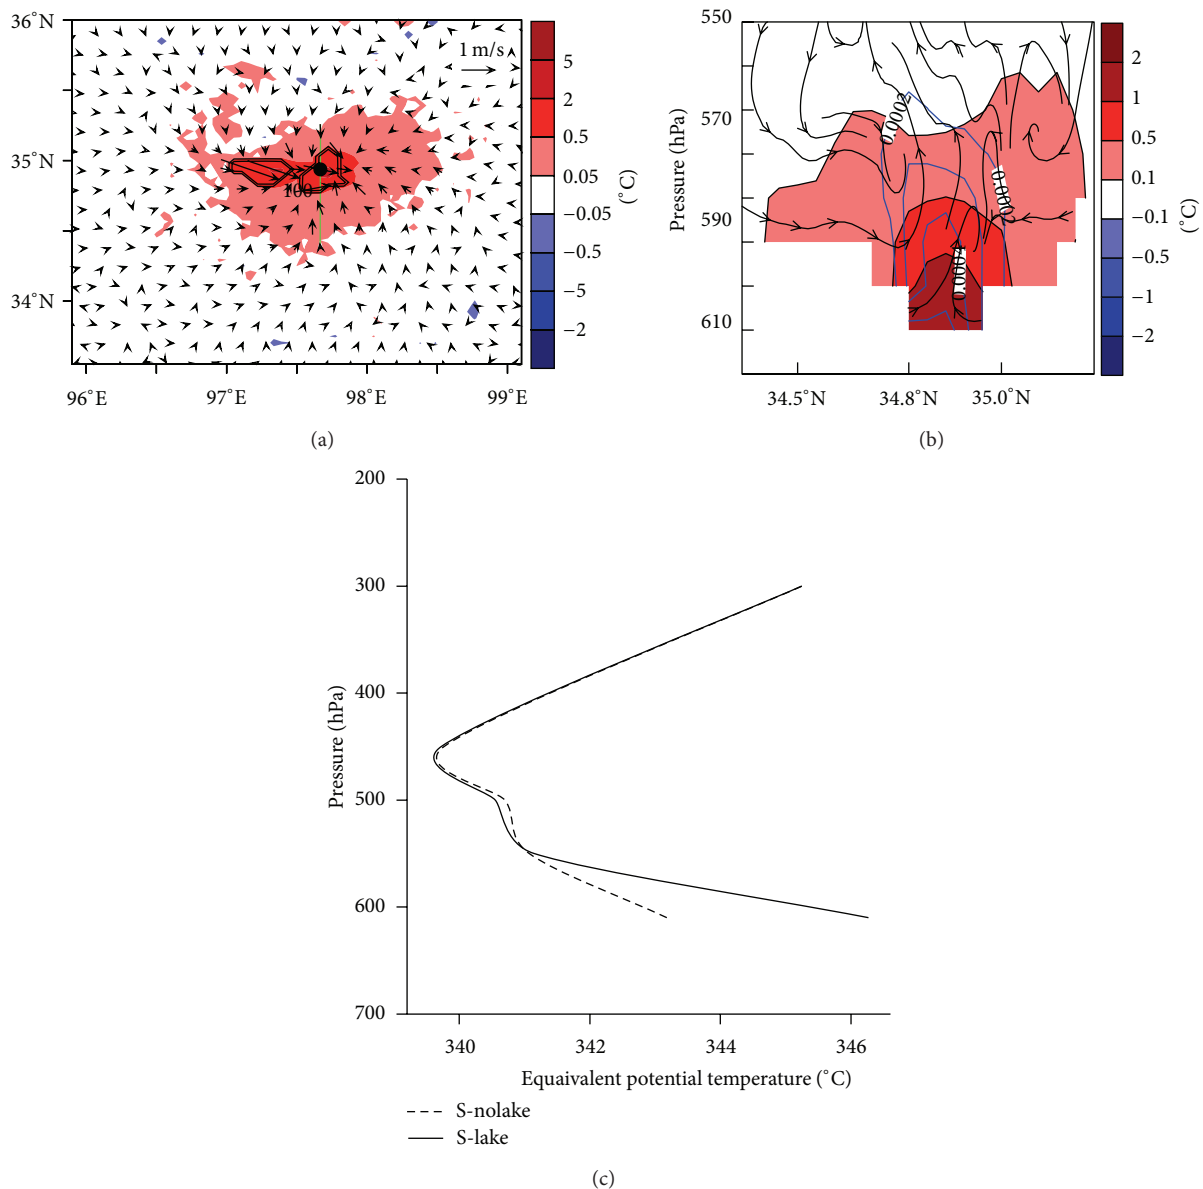 36°N
35°N
34°N
96°E
97°E
98°E
99°E
1 m/s
100
5
2
0.5
0.05
−0.05
−0.5
−5
−2
(°C)
(a)
550
570
590
610
Pressure (hPa)
34.5°N
34.8°N
35.0°N
0.0002
0.0002
0.0004
2
1
0.5
0.1
−0.1
−0.5
−1
−2
(°C)
(b)
200
300
400
500
600
700
Pressure (hPa)
340
342
344
346
Equaivalent potential temperature (°C)
S-nolake
S-lake
(c)